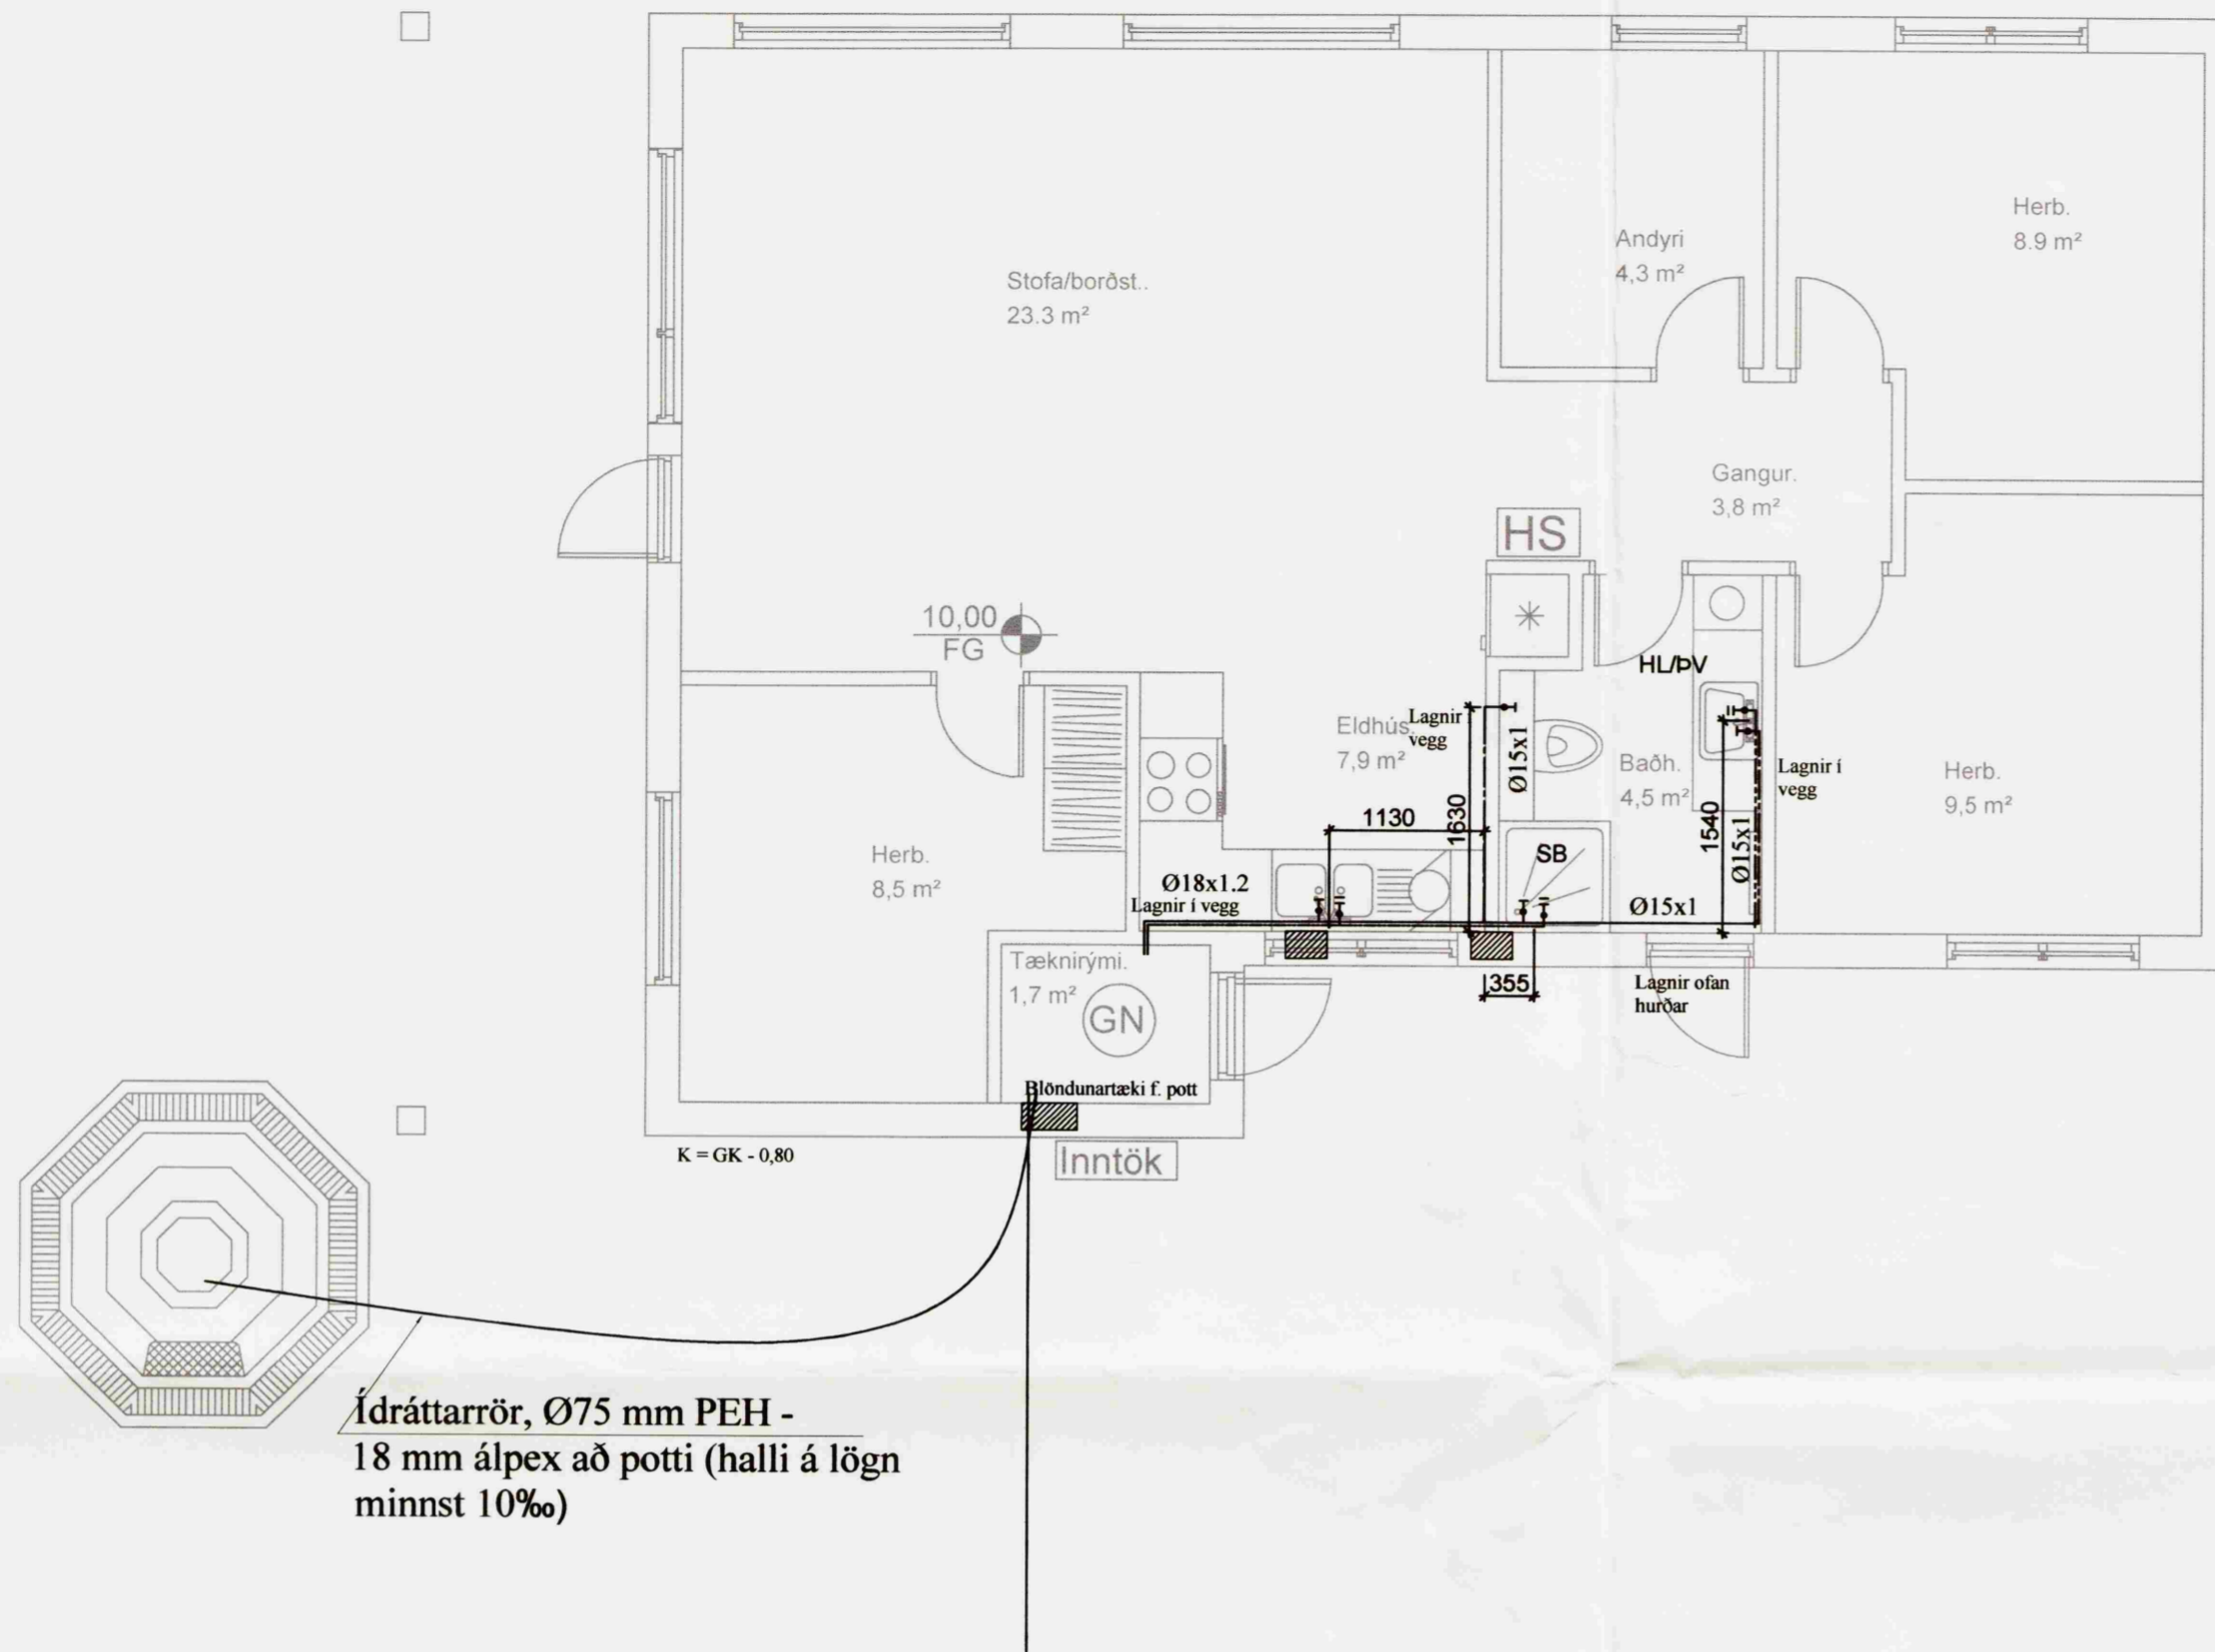 Herb.
8.9 m²
Andyri
4,3 m²
Stofa/borðst..
23.3 m²
Gangur.
3,8 m²
HS
10,00
FG
HL/ÞV
Eldhús.
7,9 m²
Lagnir í
vegg
Ø15x1
Baðh.
4,5 m²
Lagnir í
vegg
Herb.
9,5 m²
1130
1630
1540
Ø15x1
Herb.
8,5 m²
SB
Ø18x1.2
Lagnir í vegg
Ø15x1
Tæknirými.
1,7 m²
GN
355
Lagnir ofan
hurðar
Blöndunartæki f. pott
K = GK - 0,80
Inntök
Ídráttarrör, Ø75 mm PEH -
18 mm álpex að potti (halli á lögn
minnst 10‰)